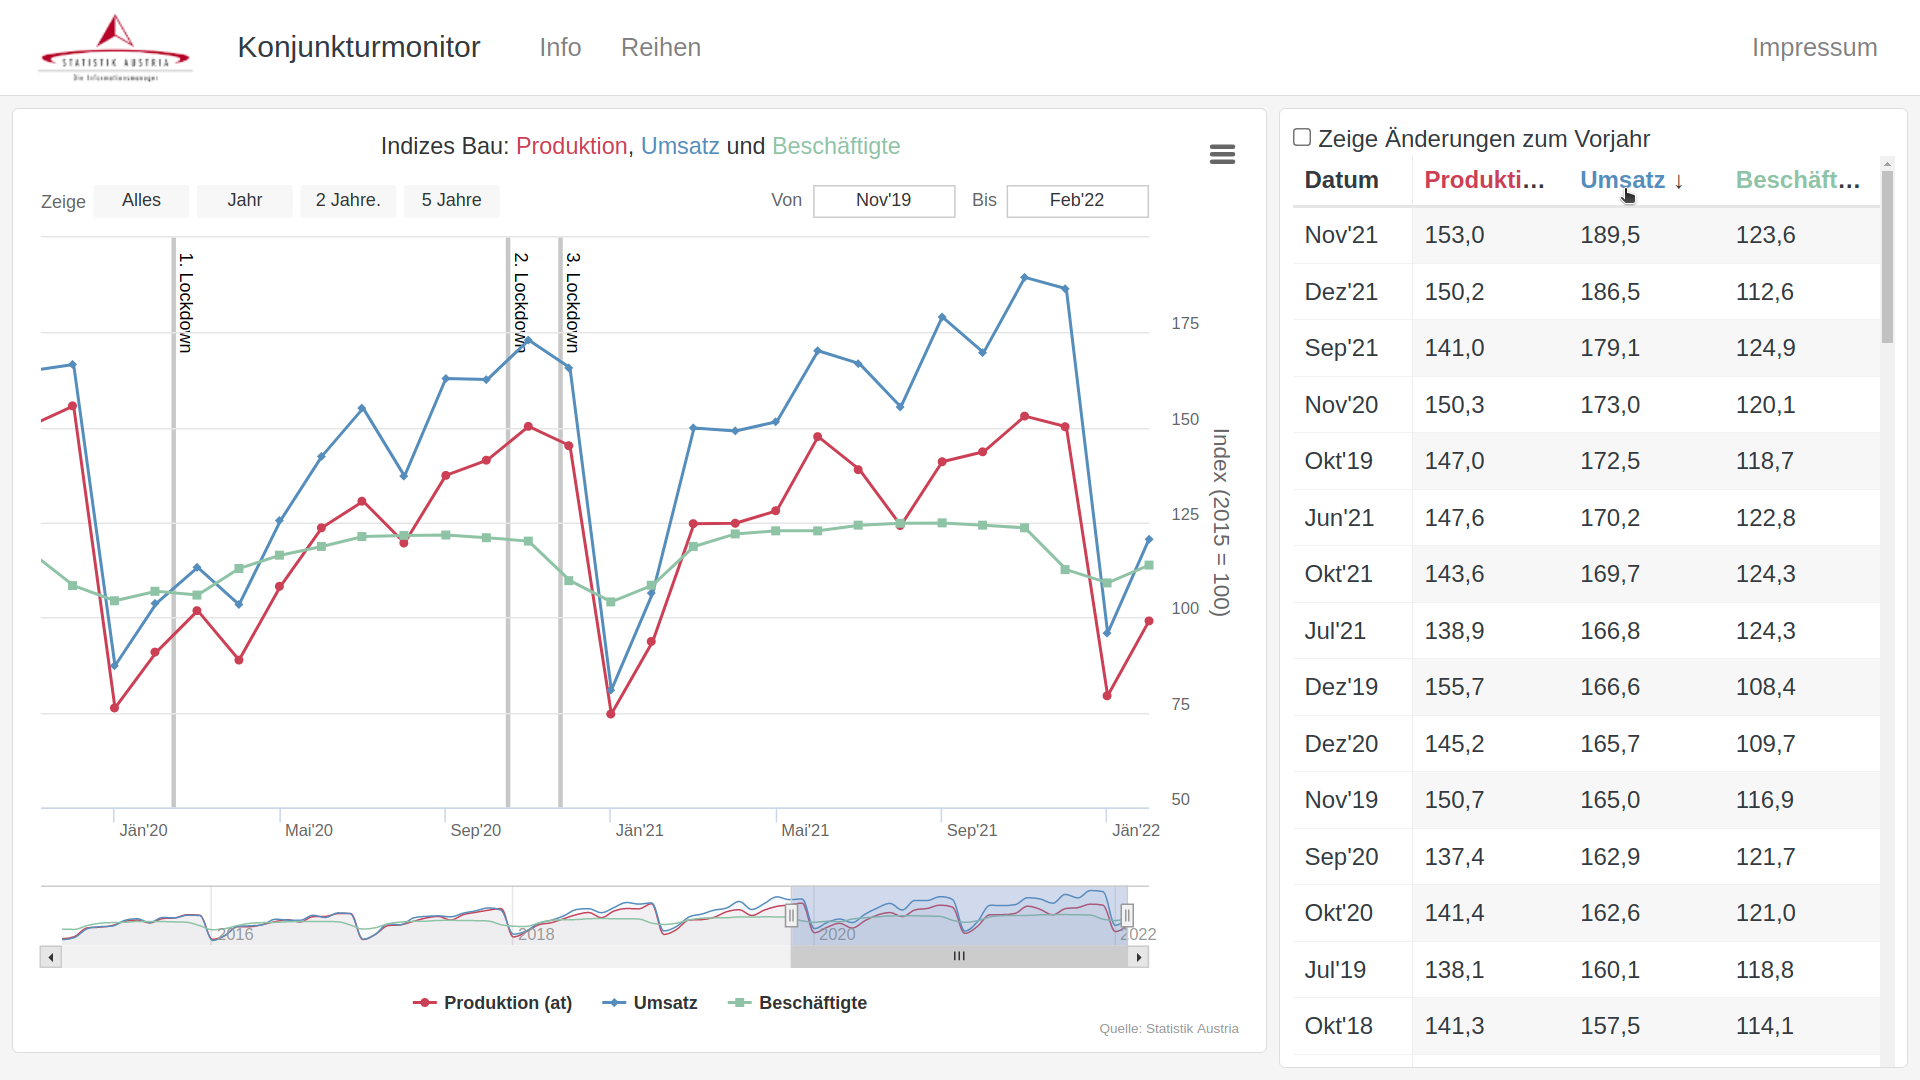 STATISTIK AUSTRIA
Die Informationsmanager
Konjunkturmonitor
Info
Reihen
Impressum
Indizes Bau: Produktion, Umsatz und Beschäftigte
Zeige
Alles
Jahr
2 Jahre.
5 Jahre
Von
Nov'19
Bis
Feb'22
1. Lockdown
2. Lockdown
3. Lockdown
175
150
125
100
75
50
Index (2015 = 100)
Jän'20
Mai'20
Sep'20
Jän'21
Mai'21
Sep'21
Jän'22
2016
2018
2020
2022
Produktion (at)
Umsatz
Beschäftigte
Quelle: Statistik Austria
Zeige Änderungen zum Vorjahr
Datum Produkti... Umsatz ↓ Beschäft...
Nov'21 153,0 189,5 123,6
Dez'21 150,2 186,5 112,6
Sep'21 141,0 179,1 124,9
Nov'20 150,3 173,0 120,1
Okt'19 147,0 172,5 118,7
Jun'21 147,6 170,2 122,8
Okt'21 143,6 169,7 124,3
Jul'21 138,9 166,8 124,3
Dez'19 155,7 166,6 108,4
Dez'20 145,2 165,7 109,7
Nov'19 150,7 165,0 116,9
Sep'20 137,4 162,9 121,7
Okt'20 141,4 162,6 121,0
Jul'19 138,1 160,1 118,8
Okt'18 141,3 157,5 114,1